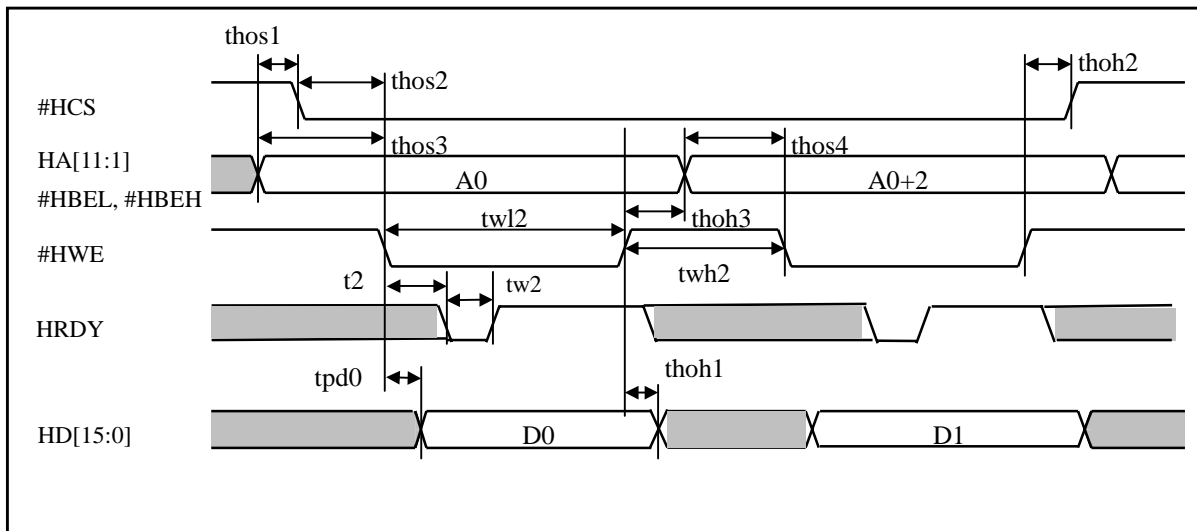 thos1
thos2
thoh2
#HCS
thos3
thos4
HA[11:1]
A0
A0+2
#HBEL, #HBEH
twl2
thoh3
#HWE
t2
tw2
twh2
HRDY
tpd0
thoh1
HD[15:0]
D0
D1